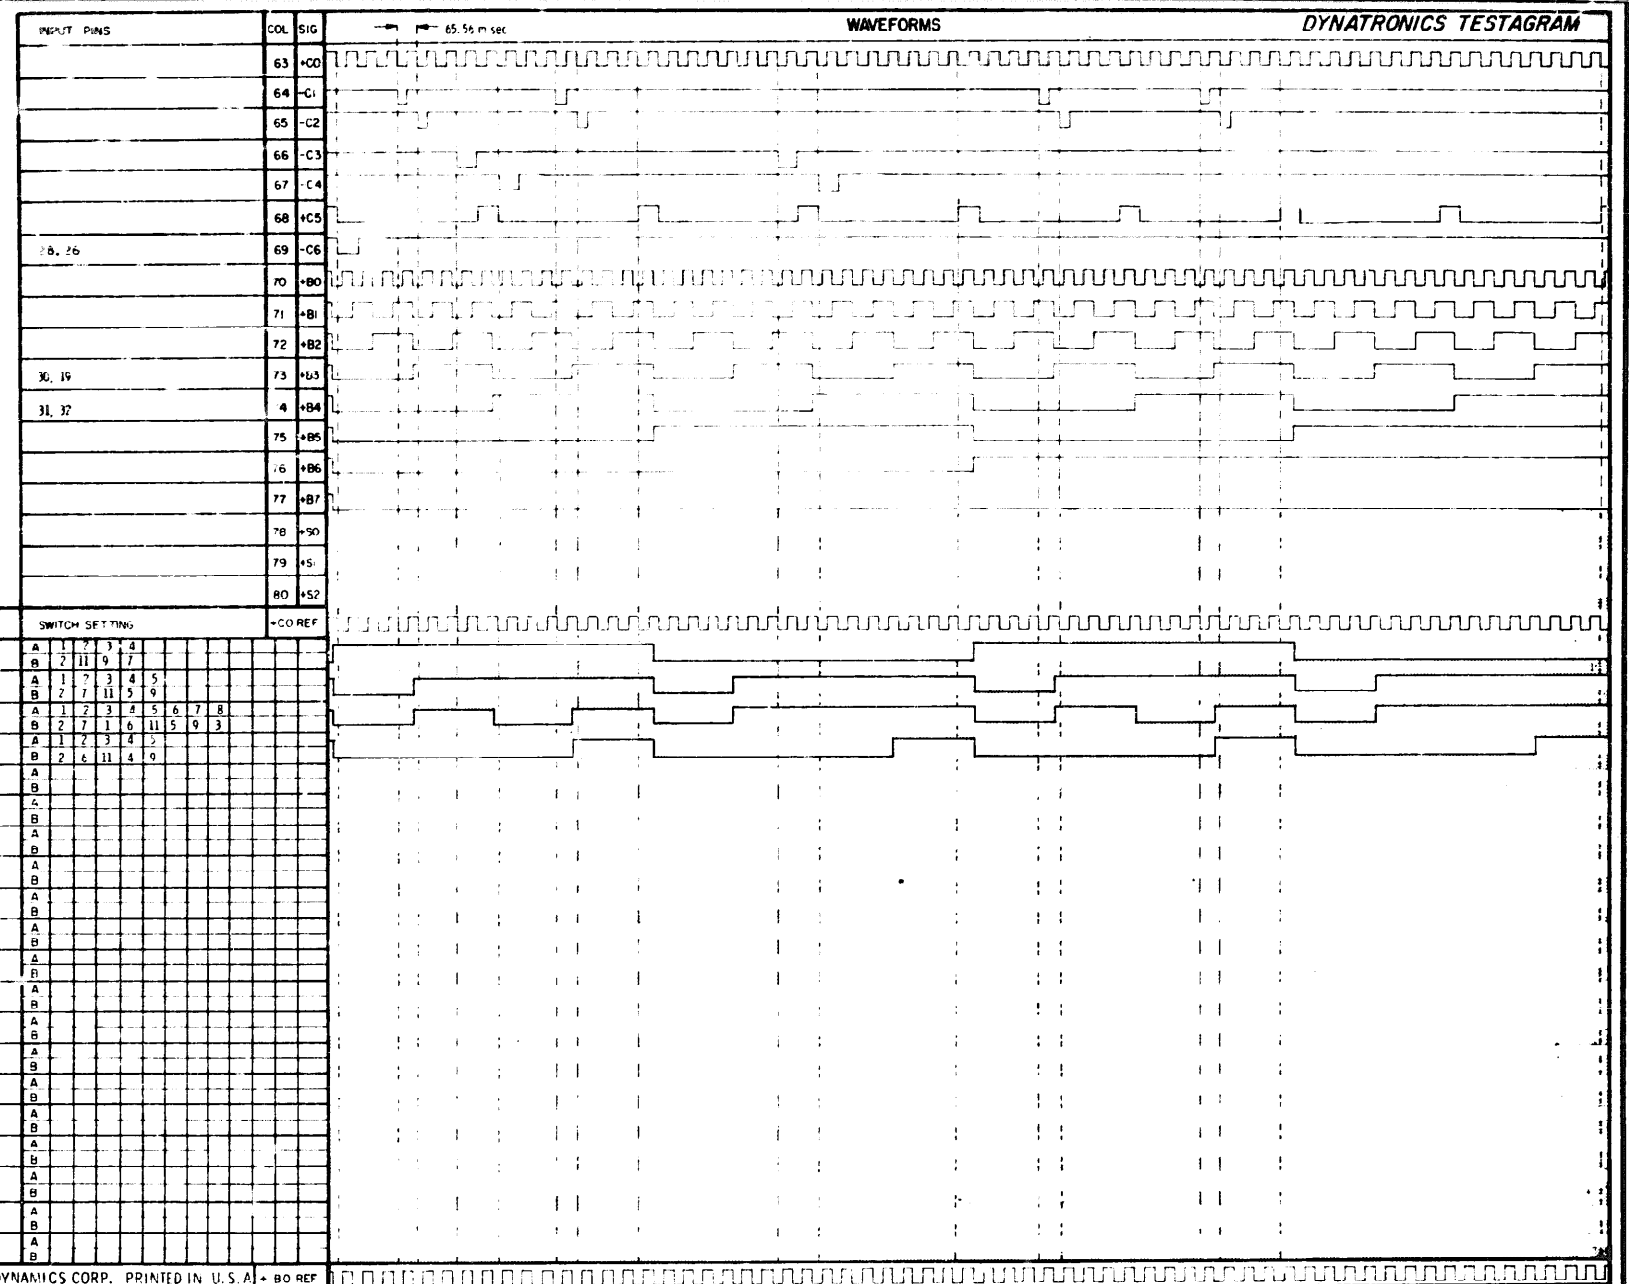 INPUT PINS COL SIG 65.56 m sec WAVEFORMS DYNATRONICS TESTAGRAM
63 +C0
64 -C1
65 -C2
66 -C3
67 -C4
68 +C5
28, 26 69 -C6
70 +B0
71 +B1
72 +B2
30, 19 73 +B3
31, 32 4 +B4
75 +B5
76 +B6
77 +B7
78 +S0
79 +S1
80 +S2
SWITCH SETTING +C0 REF
A 1 2 3 4
B 2 11 9 7
A 1 2 3 4 5
B 2 7 11 5 9
A 1 2 3 4 5 6 7 8
B 2 7 1 6 11 5 9 3
A 1 2 3 4 5
B 2 6 11 4 9
A
B
A
B
A
B
A
B
A
B
A
B
A
B
A
B
A
B
A
B
A
B
A
B
A
B
A
B
A
B
A
B
YNAMICS CORP. PRINTED IN U.S.A + B0 REF